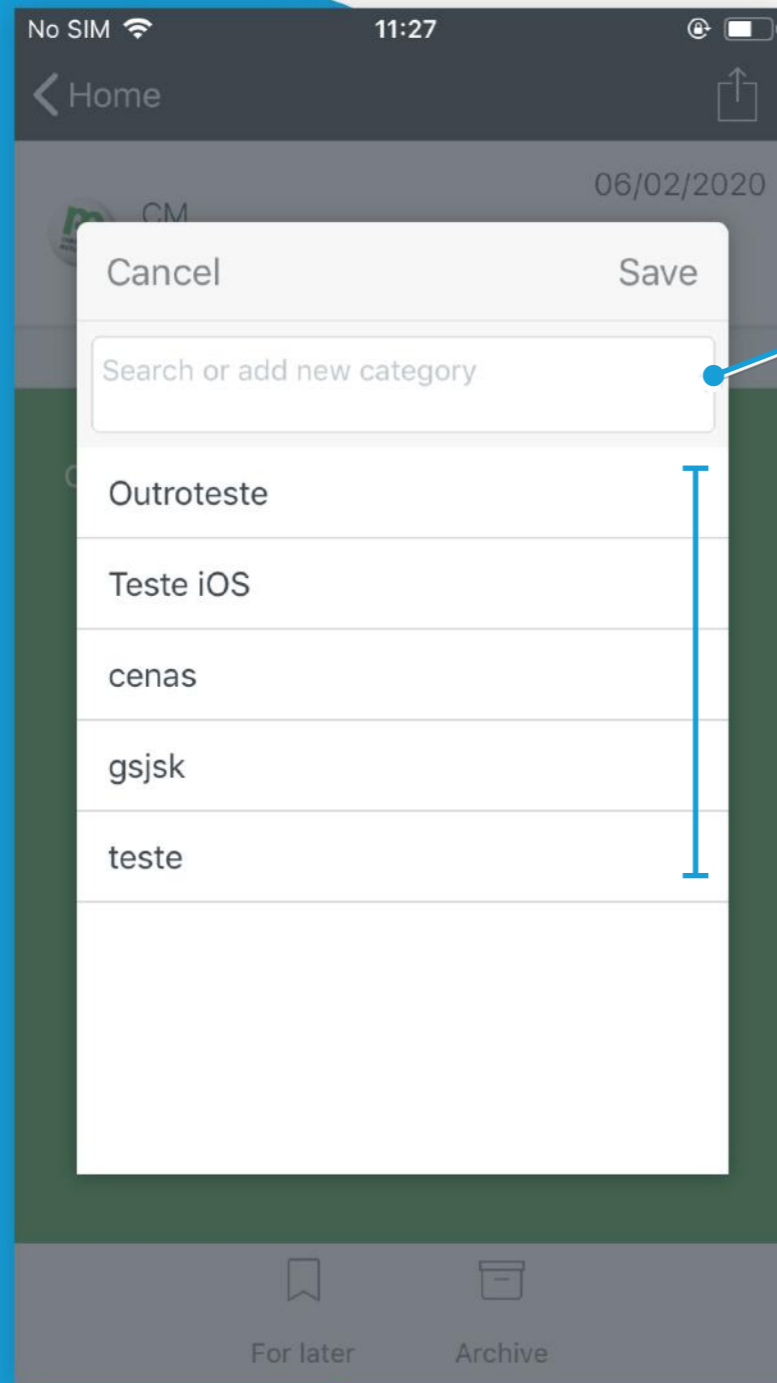 No SIM 11:27
Home
06/02/2020
CM
Cancel Save
Search or add new category
Outroteste
Teste iOS
cenas
gsjsk
teste
For later Archive